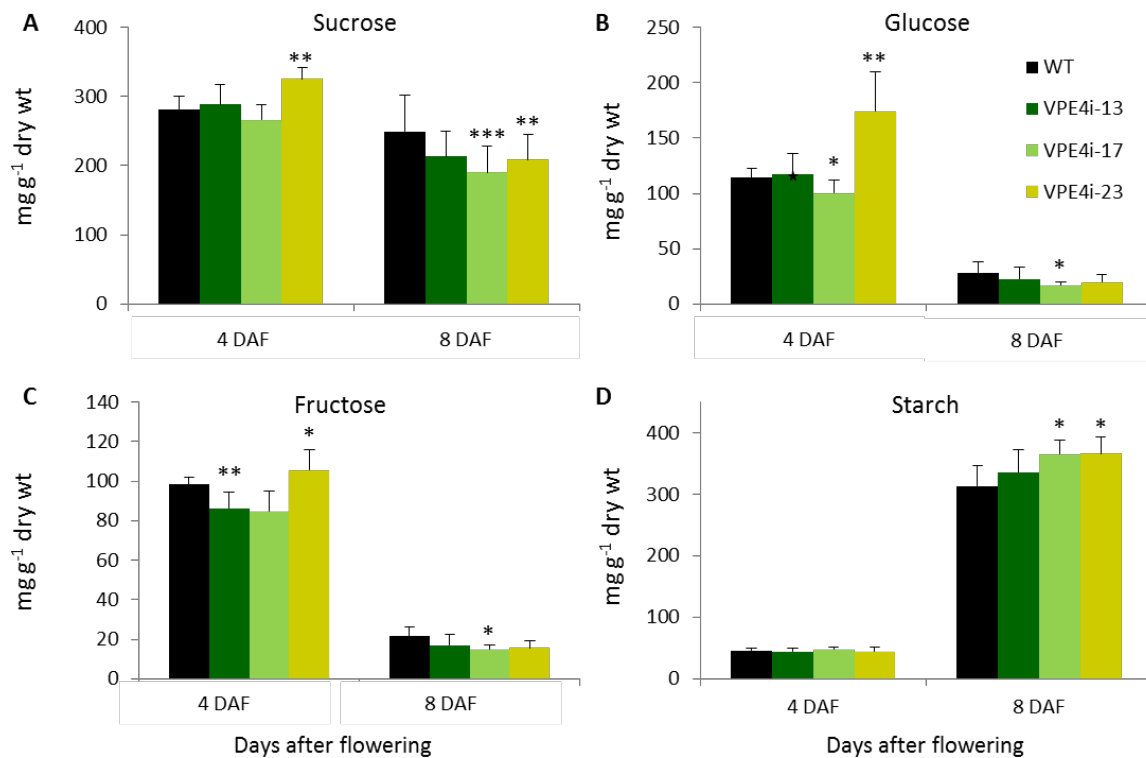 A Sucrose
400
300
200
100
0
mg g⁻¹ dry wt
**
***
**
4 DAF 8 DAF
B Glucose
250
200
150
100
50
0
mg g⁻¹ dry wt
★
*
**
*
WT
VPE4i-13
VPE4i-17
VPE4i-23
4 DAF 8 DAF
C Fructose
140
120
100
80
60
40
20
0
mg g⁻¹ dry wt
**
*
*
4 DAF 8 DAF
Days after flowering
D Starch
400
300
200
100
0
mg g⁻¹ dry wt
* *
4 DAF 8 DAF
Days after flowering